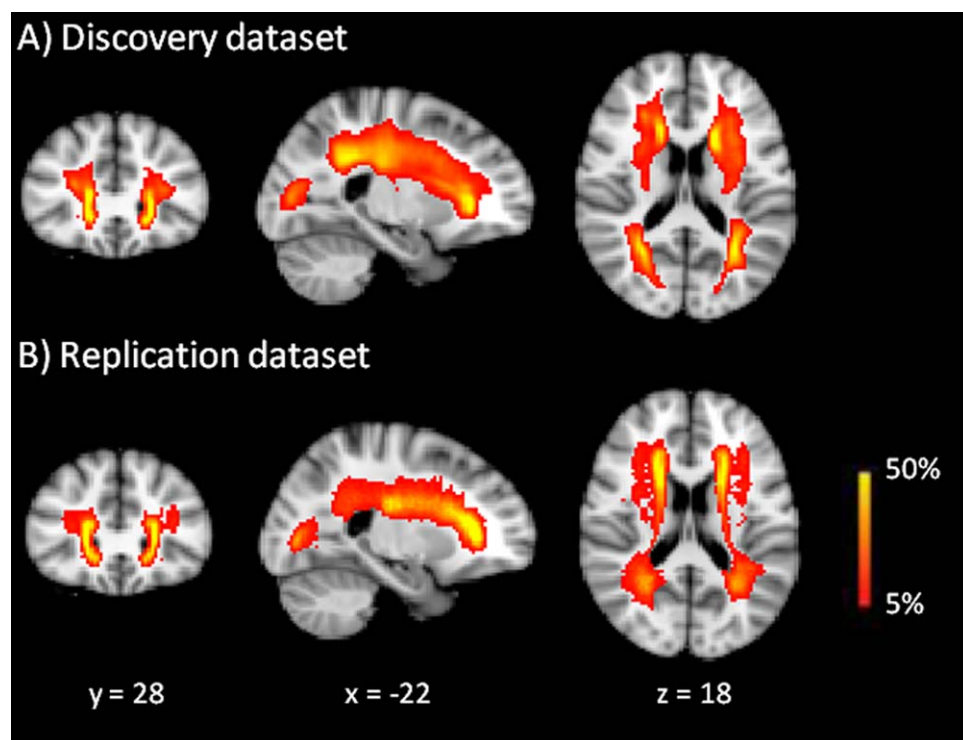 A) Discovery dataset
B) Replication dataset
50%
5%
y = 28
x = -22
z = 18